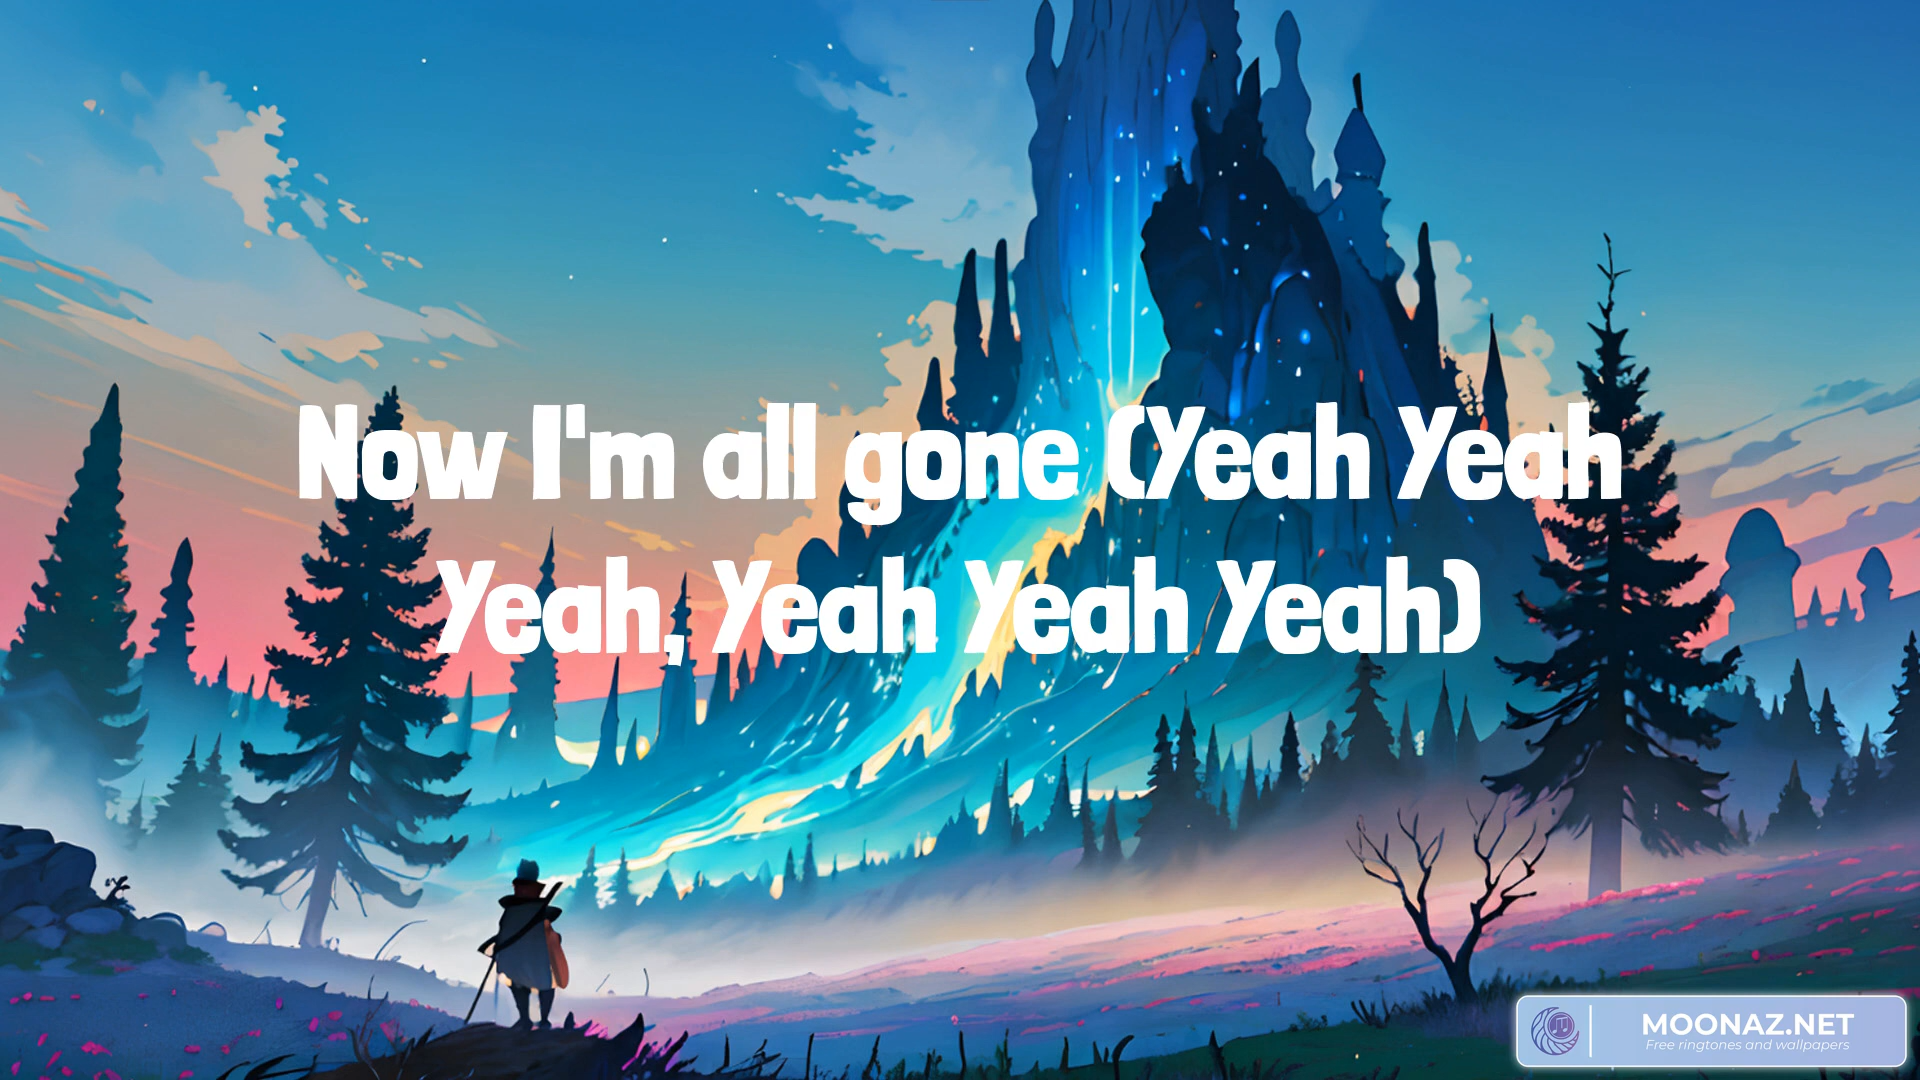 Now I'm all gone (Yeah Yeah
Yeah, Yeah Yeah Yeah)
MOONAZ.NET
Free ringtones and wallpapers